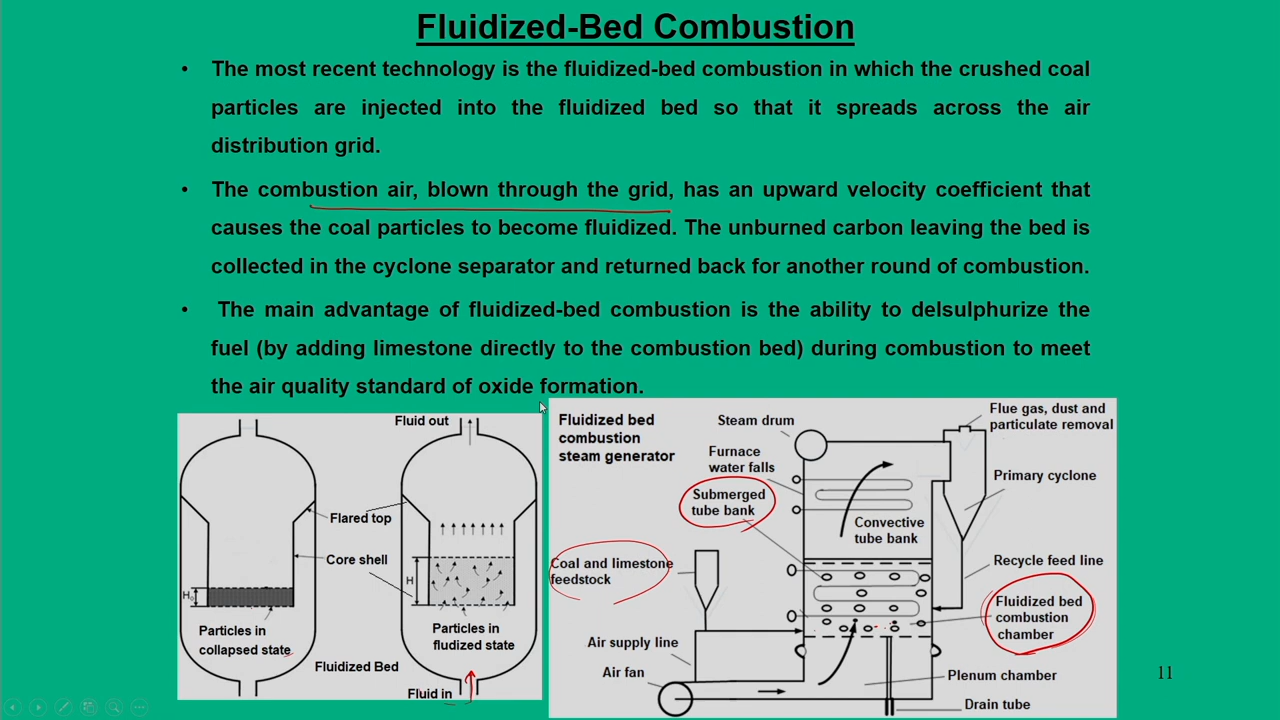 Fluidized-Bed Combustion
• The most recent technology is the fluidized-bed combustion in which the crushed coal
particles are injected into the fluidized bed so that it spreads across the air
distribution grid.
• The combustion air, blown through the grid, has an upward velocity coefficient that
causes the coal particles to become fluidized. The unburned carbon leaving the bed is
collected in the cyclone separator and returned back for another round of combustion.
• The main advantage of fluidized-bed combustion is the ability to delsulphurize the
fuel (by adding limestone directly to the combustion bed) during combustion to meet
the air quality standard of oxide formation.
Fluid out
Flared top
Core shell
H₀
H
Particles in
collapsed state
Particles in
fludized state
Fluidized Bed
Fluid in
Fluidized bed
combustion
steam generator
Steam drum
Furnace
water falls
Submerged
tube bank
Coal and limestone
feedstock
Air supply line
Air fan
Convective
tube bank
Flue gas, dust and
particulate removal
Primary cyclone
Recycle feed line
Fluidized bed
combustion
chamber
Plenum chamber
Drain tube
11